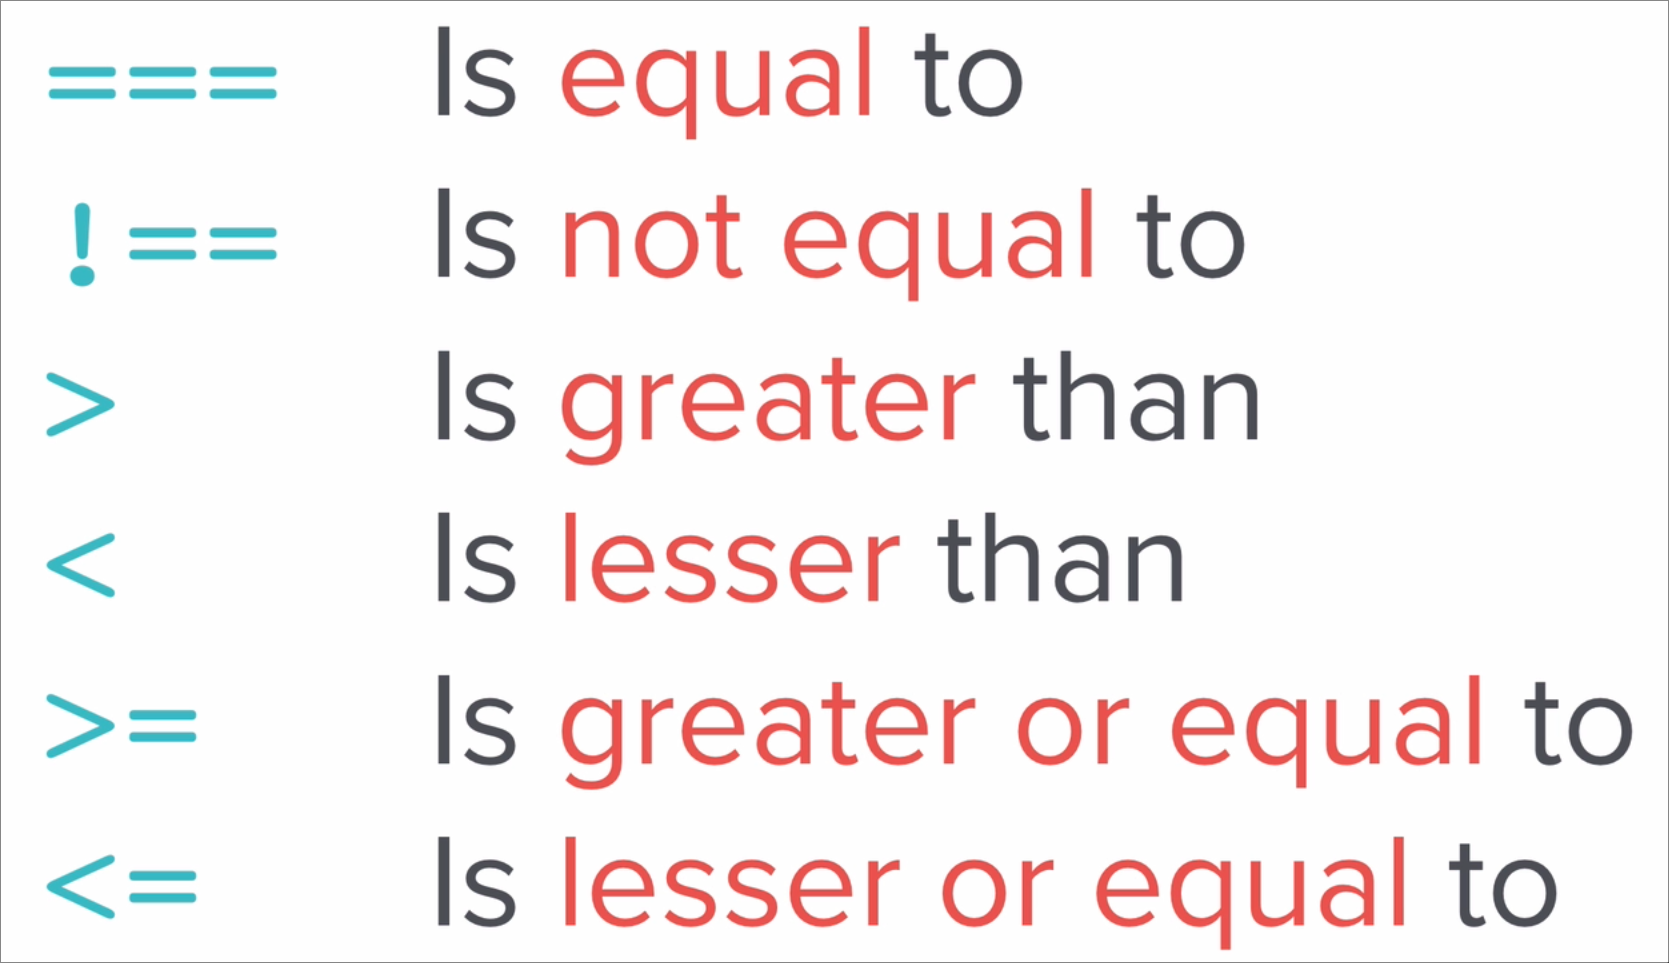 === Is equal to
!== Is not equal to
> Is greater than
< Is lesser than
>= Is greater or equal to
<= Is lesser or equal to